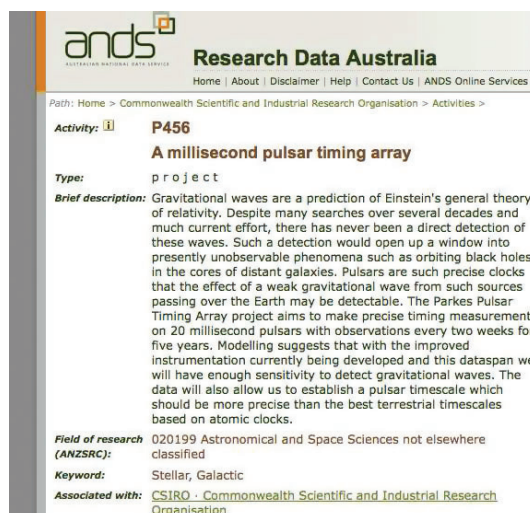 ands
AUSTRALIAN NATIONAL DATA SERVICE
Research Data Australia
Home | About | Disclaimer | Help | Contact Us | ANDS Online Services
Path: Home > Commonwealth Scientific and Industrial Research Organisation > Activities >
Activity: i P456
A millisecond pulsar timing array
Type: project
Brief description: Gravitational waves are a prediction of Einstein's general theory
of relativity. Despite many searches over several decades and
much current effort, there has never been a direct detection of
these waves. Such a detection would open up a window into
presently unobservable phenomena such as orbiting black holes
in the cores of distant galaxies. Pulsars are such precise clocks
that the effect of a weak gravitational wave from such sources
passing over the Earth may be detectable. The Parkes Pulsar
Timing Array project aims to make precise timing measurement
on 20 millisecond pulsars with observations every two weeks fo
five years. Modelling suggests that with the improved
instrumentation currently being developed and this dataspan we
will have enough sensitivity to detect gravitational waves. The
data will also allow us to establish a pulsar timescale which
should be more precise than the best terrestrial timescales
based on atomic clocks.
Field of research 020199 Astronomical and Space Sciences not elsewhere
(ANZSRC): classified
Keyword: Stellar, Galactic
Associated with: CSIRO - Commonwealth Scientific and Industrial Research
Organisation